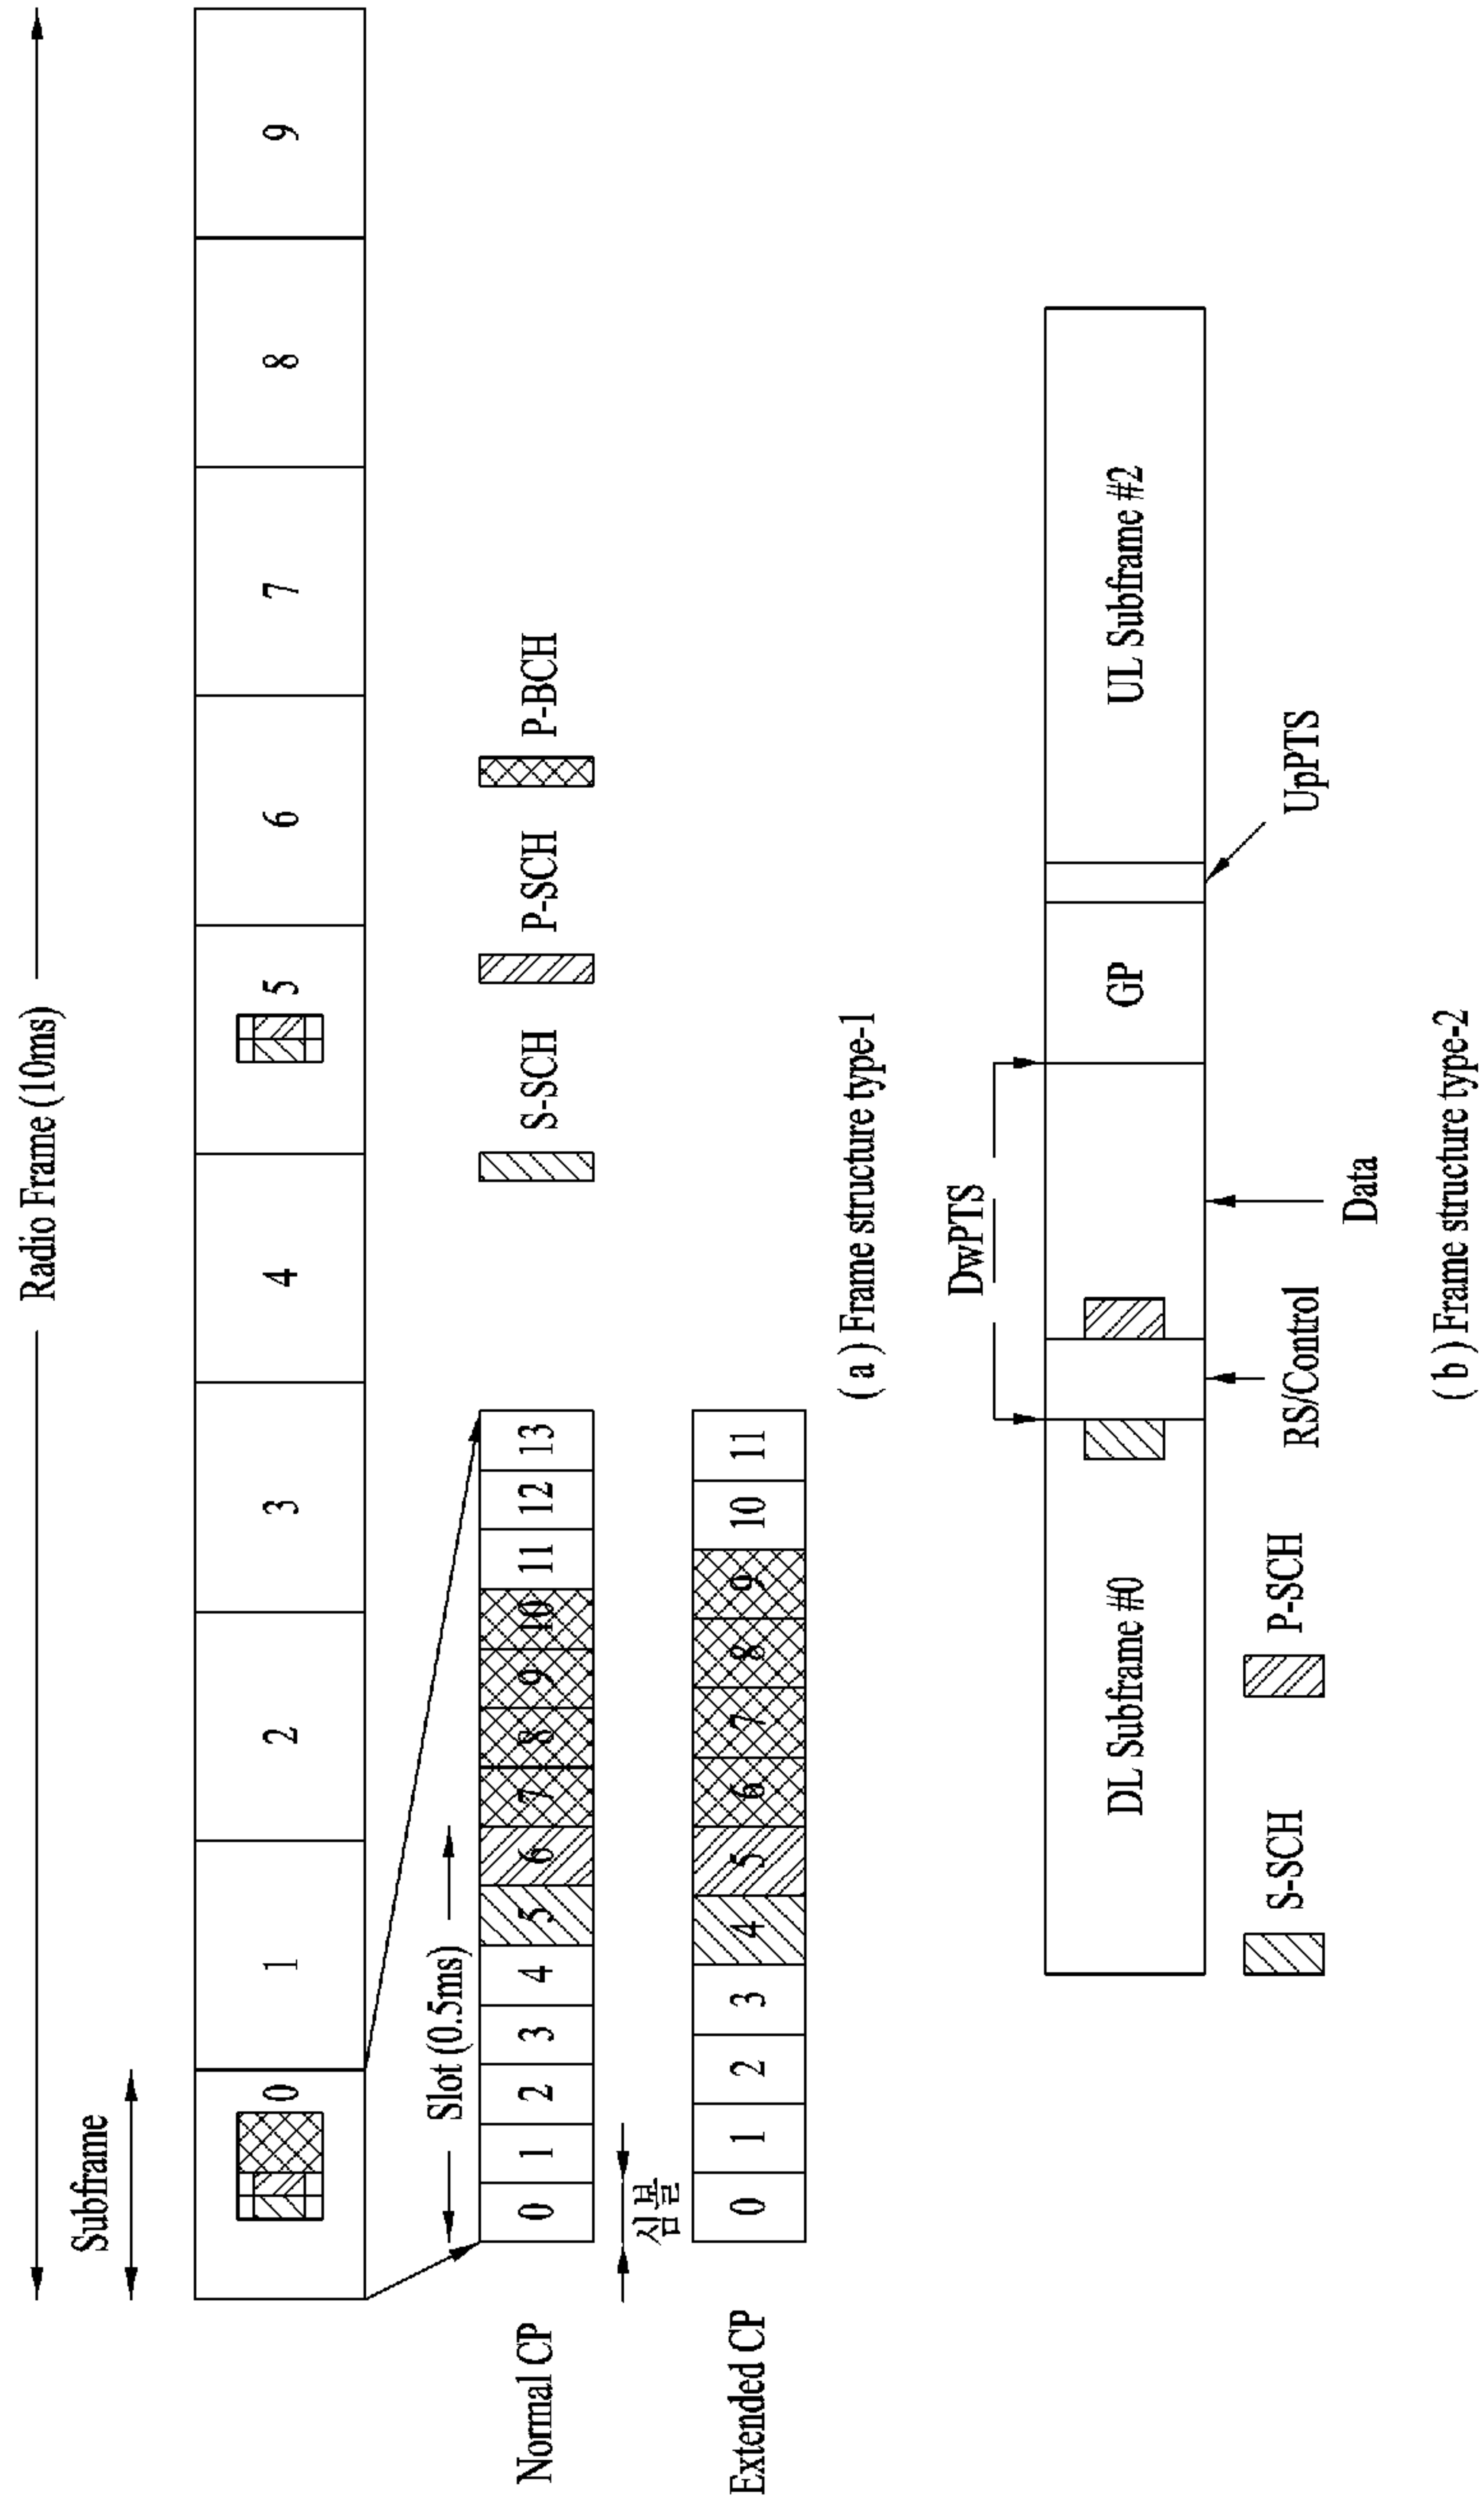 Radio Frame (10ms)
Subframe
0 1 2 3 4 5 6 7 8 9
Slot (0.5ms)
Normal CP
0 1 2 3 4 5 6 7 8 9 10 11 12 13
S-SCH P-SCH P-BCH
심볼
Extended CP
0 1 2 3 4 5 6 7 8 9 10 11
( a ) Frame structure type-1
DwPTS
DL Subframe #0 GP UL Subframe #2
S-SCH P-SCH RS/Control Data UpPTS
( b ) Frame structure type-2